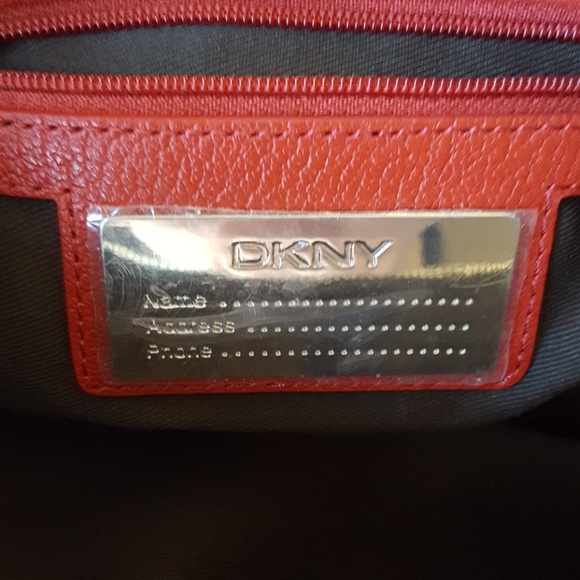 DKNY
Name ........................
Address ....................
Phone .......................